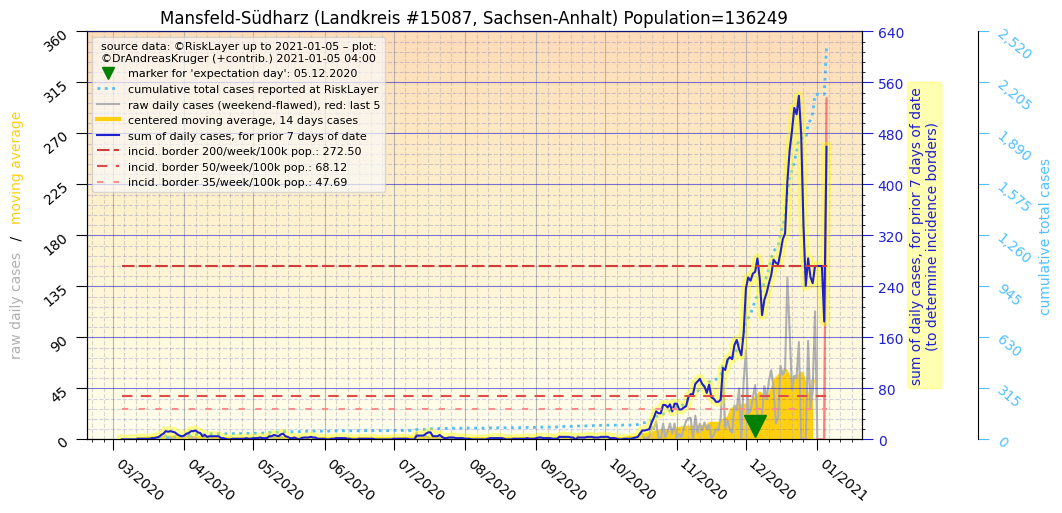 Mansfeld-Südharz (Landkreis #15087, Sachsen-Anhalt) Population=136249
source data: ©RiskLayer up to 2021-01-05 – plot:
©DrAndreasKruger (+contrib.) 2021-01-05 04:00
marker for 'expectation day': 05.12.2020
cumulative total cases reported at RiskLayer
raw daily cases (weekend-flawed), red: last 5
centered moving average, 14 days cases
sum of daily cases, for prior 7 days of date
incid. border 200/week/100k pop.: 272.50
incid. border 50/week/100k pop.: 68.12
incid. border 35/week/100k pop.: 47.69
raw daily cases / moving average
360
315
270
225
180
135
90
45
0
03/2020
04/2020
05/2020
06/2020
07/2020
08/2020
09/2020
10/2020
11/2020
12/2020
01/2021
640
560
480
400
320
240
160
80
0
sum of daily cases, for prior 7 days of date
(to determine incidence borders)
2,520
2,205
1,890
1,575
1,260
945
630
315
0
cumulative total cases